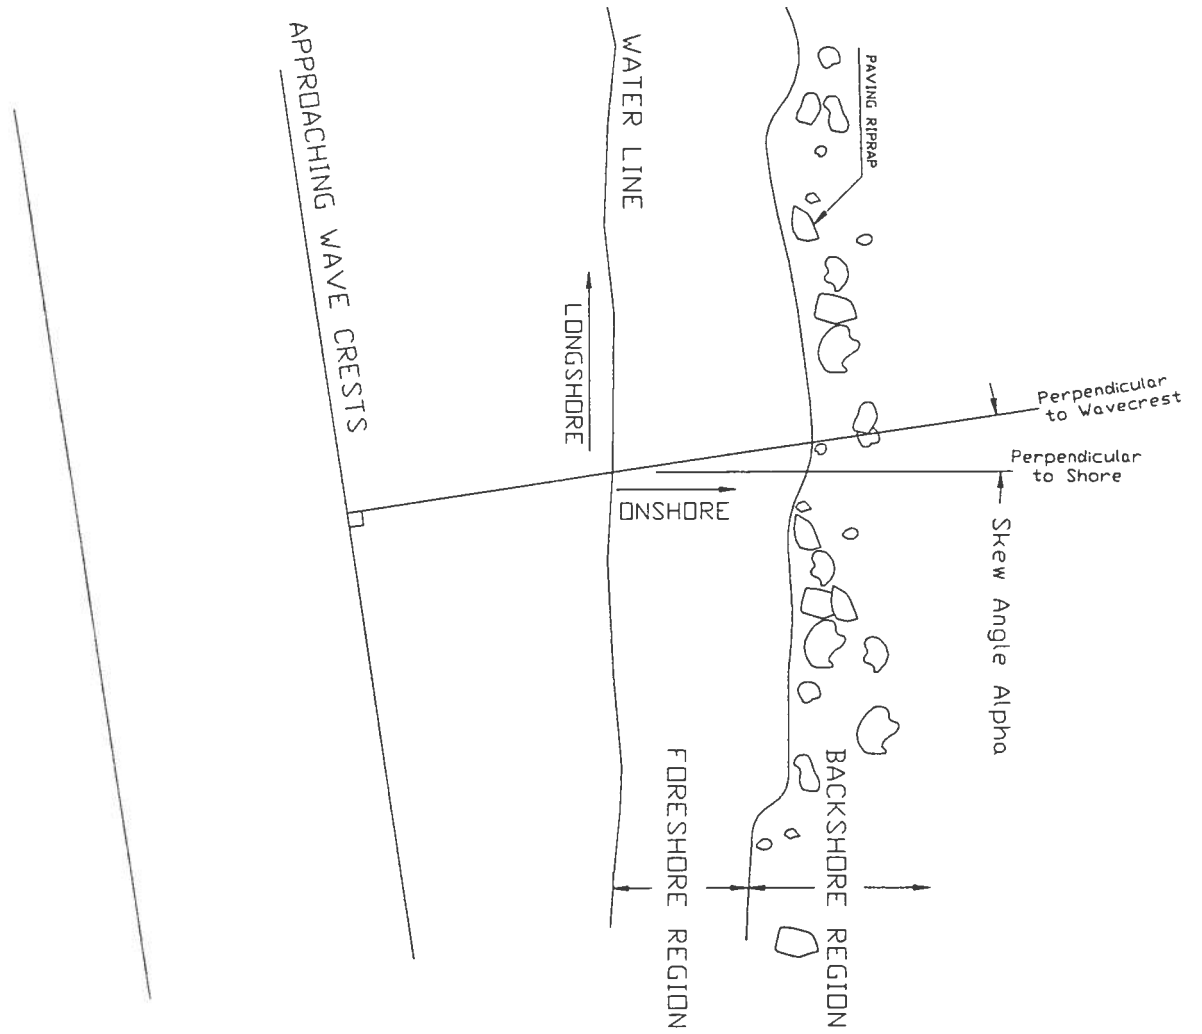 APPROACHING WAVE CRESTS
WATER LINE
PAVING RIPRAP
LONGSHORE
ONSHORE
Perpendicular
to Wavecrest
Perpendicular
to Shore
Skew Angle Alpha
FORESHORE REGION
BACKSHORE REGION